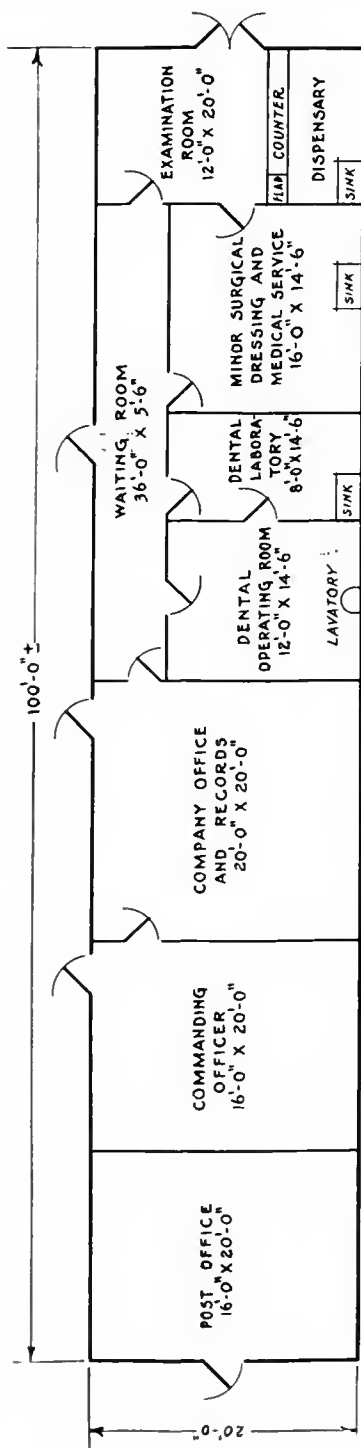 100'-0" ±
20'-0"
POST OFFICE
16'-0" X 20'-0"
COMMANDING
OFFICER
16'-0" X 20'-0"
COMPANY OFFICE
AND RECORDS
20'-0" X 20'-0"
WAITING ROOM
36'-0" X 5'-6"
DENTAL
OPERATING ROOM
12'-0" X 14'-6"
LAVATORY
DENTAL
LABORA-
TORY
8'-0" X 14'-6"
SINK
MINOR SURGICAL
DRESSING AND
MEDICAL SERVICE
16'-0" X 14'-6"
SINK
EXAMINATION
ROOM
12'-0" X 20'-0"
FLAP COUNTER
DISPENSARY
SINK